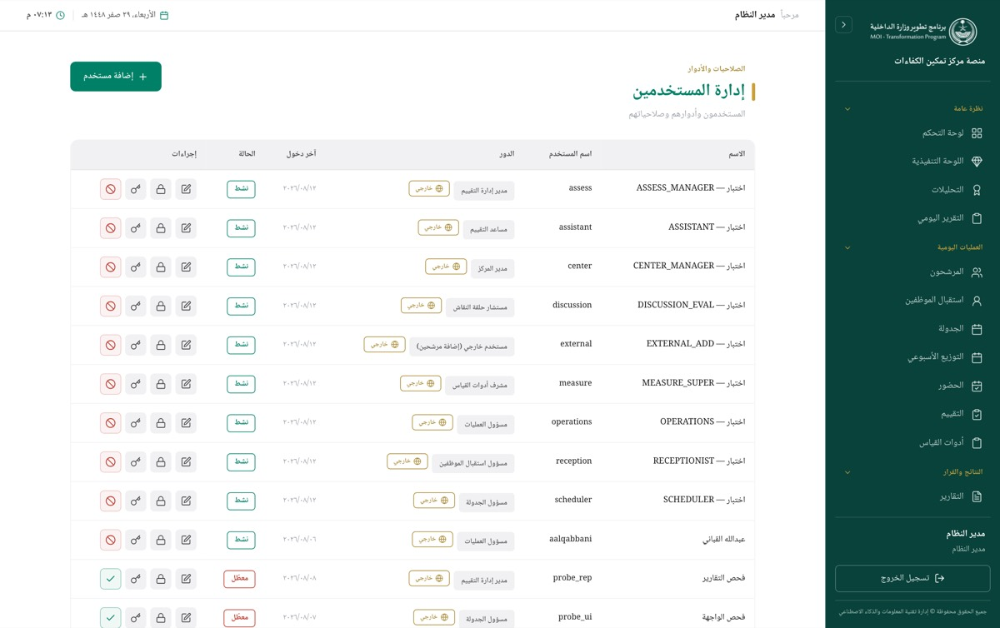 برنامج تطوير وزارة الداخلية
MOI - Transformation Program
منصة مركز تمكين الكفاءات
نظرة عامة
لوحة التحكم
اللوحة التنفيذية
التحليلات
التقرير اليومي
العمليات اليومية
المرشحون
استقبال الموظفين
الجدولة
التوزيع الأسبوعي
الحضور
التقييم
أدوات القياس
النتائج والقرار
التقارير
مدير النظام
مدير النظام
تسجيل الخروج
جميع الحقوق محفوظة © إدارة تقنية المعلومات والذكاء الاصطناعي
مرحباً مدير النظام
الأربعاء، ٢٩ صفر ١٤٤٨ هـ
٠٧:١٣ م
الصلاحيات والأدوار
إدارة المستخدمين
المستخدمون وأدوارهم وصلاحياتهم
إضافة مستخدم
الاسم اسم المستخدم الدور آخر دخول الحالة إجراءات
اختبار — ASSESS_MANAGER assess مدير إدارة التقييم خارجي ٢٠٢٦/٠٨/١٢ نشط
اختبار — ASSISTANT assistant مساعد التقييم خارجي ٢٠٢٦/٠٨/١٢ نشط
اختبار — CENTER_MANAGER center مدير المركز خارجي ٢٠٢٦/٠٨/١٢ نشط
اختبار — DISCUSSION_EVAL discussion مستشار حلقة النقاش خارجي ٢٠٢٦/٠٨/١٢ نشط
اختبار — EXTERNAL_ADD external مستخدم خارجي (إضافة مرشحين) خارجي ٢٠٢٦/٠٨/١٢ نشط
اختبار — MEASURE_SUPER measure مشرف أدوات القياس خارجي ٢٠٢٦/٠٨/١٢ نشط
اختبار — OPERATIONS operations مسؤول العمليات خارجي ٢٠٢٦/٠٨/١٢ نشط
اختبار — RECEPTIONIST reception مسؤول استقبال الموظفين خارجي ٢٠٢٦/٠٨/١٢ نشط
اختبار — SCHEDULER scheduler مسؤول الجدولة خارجي ٢٠٢٦/٠٨/١٢ نشط
عبدالله القباني aalqabbani مسؤول العمليات خارجي ٢٠٢٦/٠٨/٠٦ نشط
فحص التقارير probe_rep مدير إدارة التقييم خارجي ٢٠٢٦/٠٨/٠٨ معطّل
فحص الواجهة probe_ui مسؤول الجدولة خارجي ٢٠٢٦/٠٨/٠٧ معطّل